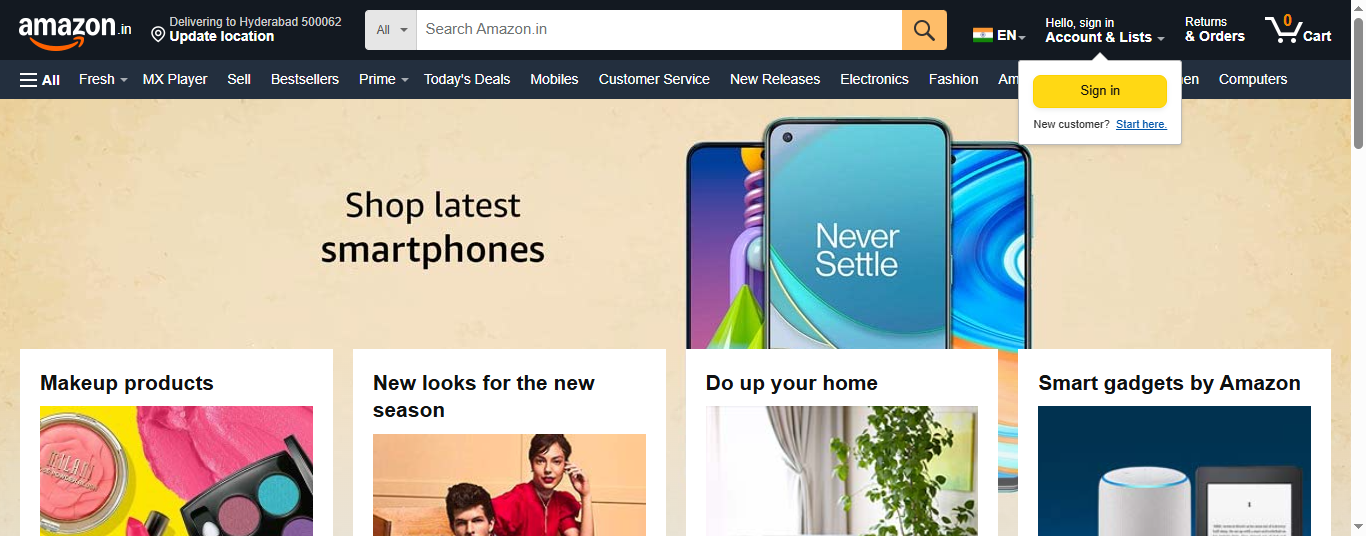 amazon.in
Delivering to Hyderabad 500062
Update location
All
Search Amazon.in
EN
Hello, sign in
Account & Lists
Returns
& Orders
0
Cart
All Fresh MX Player Sell Bestsellers Prime Today's Deals Mobiles Customer Service New Releases Electronics Fashion Am en Computers
Sign in
New customer? Start here.
Shop latest
smartphones
Never
Settle
Makeup products
New looks for the new
season
Do up your home
Smart gadgets by Amazon
MILANI